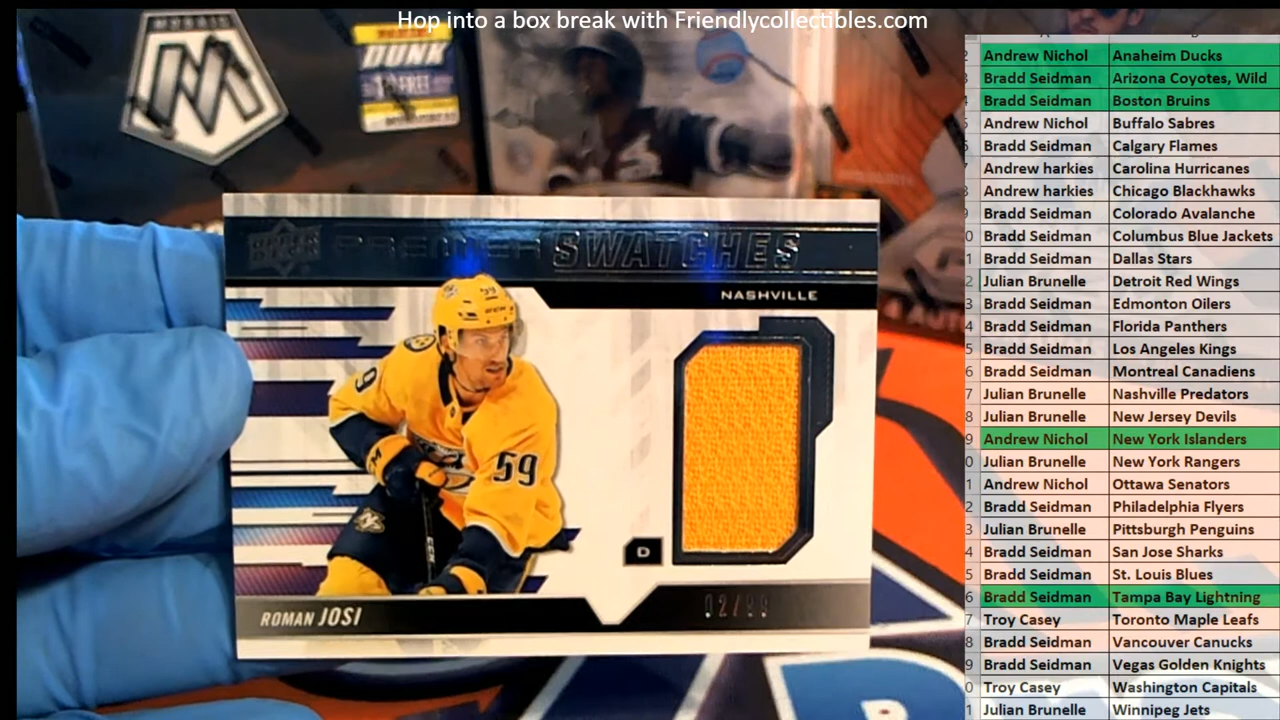 Hop into a box break with Friendlycollectibles.com
MOSAIC
PANINI
DUNK
UPPER DECK
PREMIER SWATCHES
NASHVILLE
59
9
59
D
ROMAN JOSI
02/99
Andrew Nichol Anaheim Ducks
Bradd Seidman Arizona Coyotes, Wild
Bradd Seidman Boston Bruins
Andrew Nichol Buffalo Sabres
Bradd Seidman Calgary Flames
Andrew harkies Carolina Hurricanes
Andrew harkies Chicago Blackhawks
Bradd Seidman Colorado Avalanche
Bradd Seidman Columbus Blue Jackets
Bradd Seidman Dallas Stars
Julian Brunelle Detroit Red Wings
Bradd Seidman Edmonton Oilers
Bradd Seidman Florida Panthers
Bradd Seidman Los Angeles Kings
Bradd Seidman Montreal Canadiens
Julian Brunelle Nashville Predators
Julian Brunelle New Jersey Devils
Andrew Nichol New York Islanders
Julian Brunelle New York Rangers
Andrew Nichol Ottawa Senators
Bradd Seidman Philadelphia Flyers
Julian Brunelle Pittsburgh Penguins
Bradd Seidman San Jose Sharks
Bradd Seidman St. Louis Blues
Bradd Seidman Tampa Bay Lightning
Troy Casey Toronto Maple Leafs
Bradd Seidman Vancouver Canucks
Bradd Seidman Vegas Golden Knights
Troy Casey Washington Capitals
Julian Brunelle Winnipeg Jets